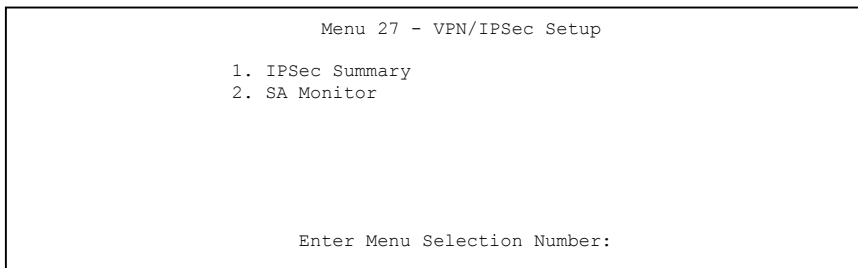 Menu 27 - VPN/IPSec Setup
1. IPSec Summary
2. SA Monitor
Enter Menu Selection Number: